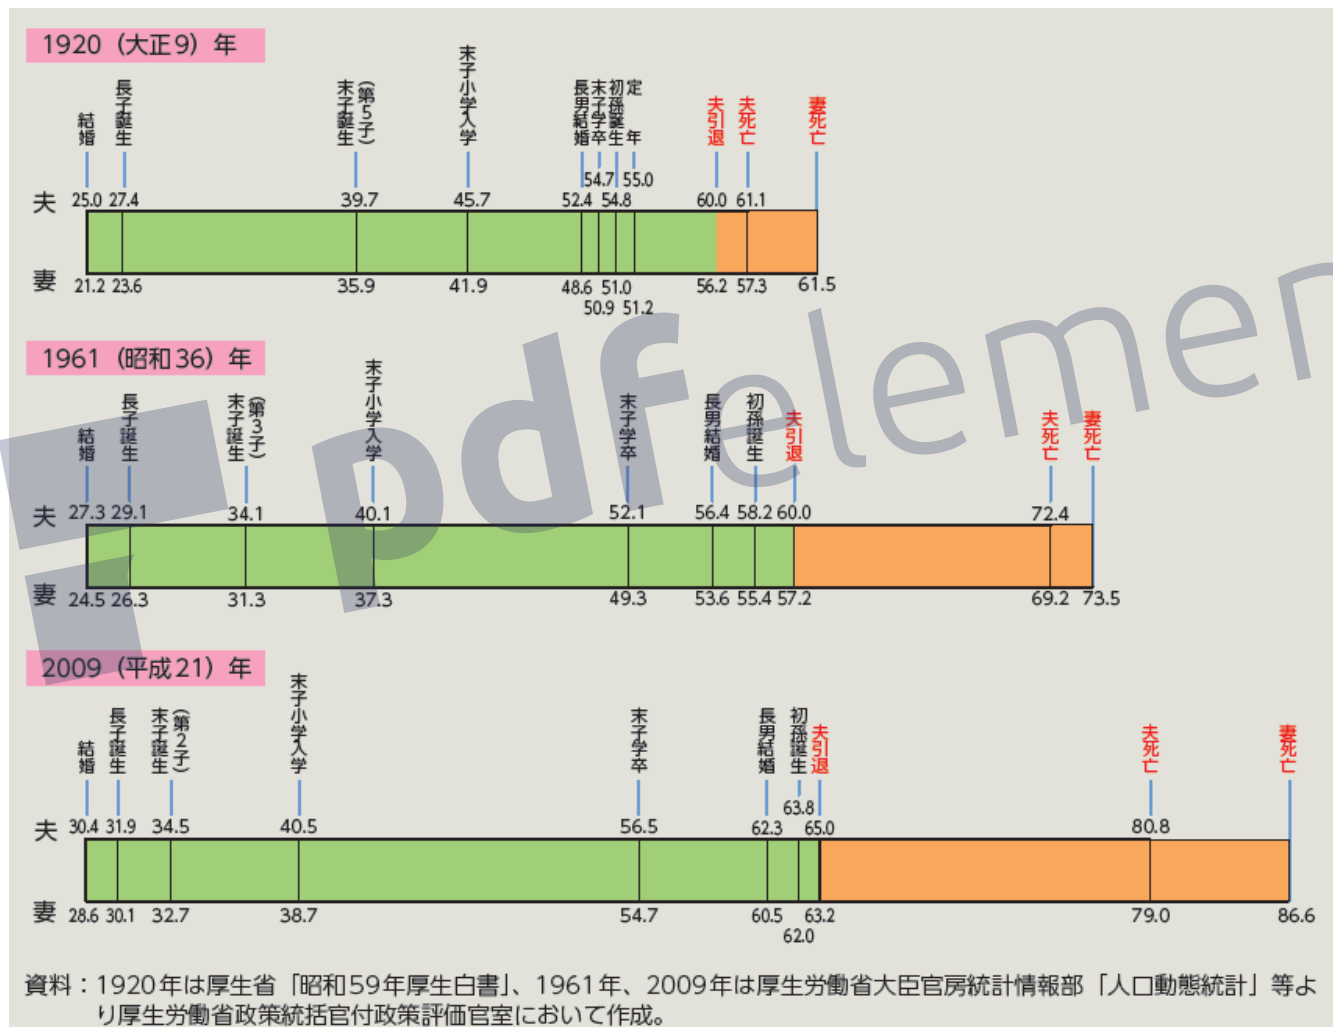 1920（大正9）年
結婚
長子誕生
末子誕生
（第5子）
末子小学入学
長男結婚
末子学卒
初孫誕生
定年
夫引退
夫死亡
妻死亡
54.7 55.0
夫 25.0 27.4 39.7 45.7 52.4 54.8 60.0 61.1
妻 21.2 23.6 35.9 41.9 48.6 51.0 56.2 57.3 61.5
50.9 51.2
1961（昭和36）年
結婚
長子誕生
末子誕生
（第3子）
末子小学入学
末子学卒
長男結婚
初孫誕生
夫引退
夫死亡
妻死亡
夫 27.3 29.1 34.1 40.1 52.1 56.4 58.2 60.0 72.4
妻 24.5 26.3 31.3 37.3 49.3 53.6 55.4 57.2 69.2 73.5
2009（平成21）年
結婚
長子誕生
末子誕生
（第2子）
末子小学入学
末子学卒
長男結婚
初孫誕生
夫引退
夫死亡
妻死亡
63.8
夫 30.4 31.9 34.5 40.5 56.5 62.3 65.0 80.8
妻 28.6 30.1 32.7 38.7 54.7 60.5 63.2 79.0 86.6
62.0
資料：1920年は厚生省「昭和59年厚生白書」、1961年、2009年は厚生労働省大臣官房統計情報部「人口動態統計」等よ
り厚生労働省政策統括官付政策評価官室において作成。
pdfelemen